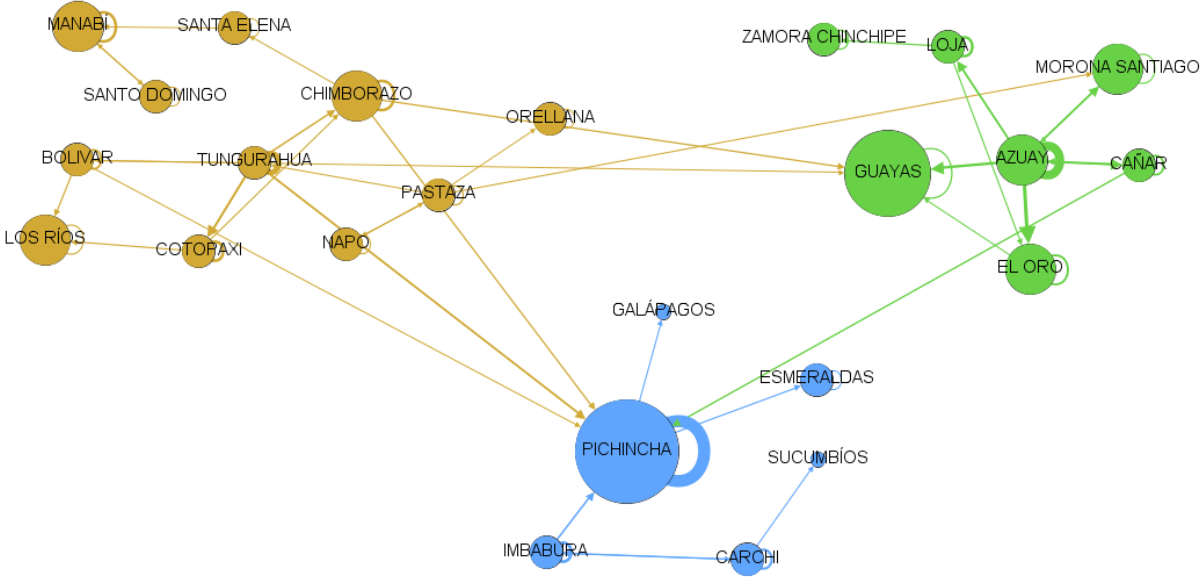 MANABÍ
SANTA ELENA
ZAMORA CHINCHIPE
LOJA
MORONA SANTIAGO
SANTO DOMINGO
CHIMBORAZO
ORELLANA
BOLIVAR
TUNGURAHUA
PASTAZA
GUAYAS
AZUAY
CAÑAR
LOS RÍOS
COTOPAXI
NAPO
EL ORO
GALÁPAGOS
ESMERALDAS
PICHINCHA
SUCUMBÍOS
IMBABURA
CARCHI